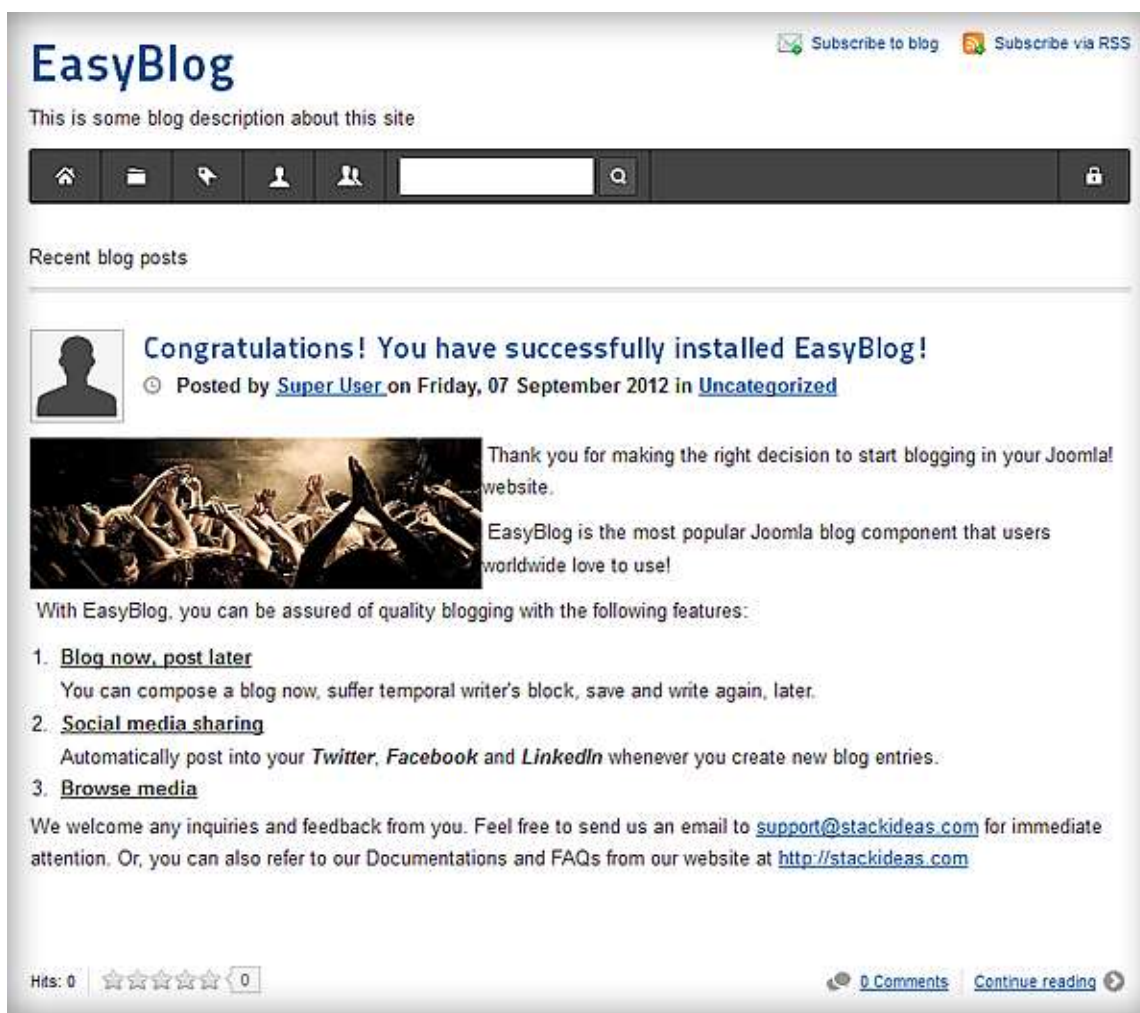 EasyBlog
Subscribe to blog
Subscribe via RSS
This is some blog description about this site
Recent blog posts
Congratulations! You have successfully installed EasyBlog!
Posted by Super User on Friday, 07 September 2012 in Uncategorized
Thank you for making the right decision to start blogging in your Joomla!
website.
EasyBlog is the most popular Joomla blog component that users
worldwide love to use!
With EasyBlog, you can be assured of quality blogging with the following features:
1. Blog now, post later
You can compose a blog now, suffer temporal writer's block, save and write again, later.
2. Social media sharing
Automatically post into your Twitter, Facebook and LinkedIn whenever you create new blog entries.
3. Browse media
We welcome any inquiries and feedback from you. Feel free to send us an email to support@stackideas.com for immediate
attention. Or, you can also refer to our Documentations and FAQs from our website at http://stackideas.com
Hits: 0
0
0 Comments
Continue reading